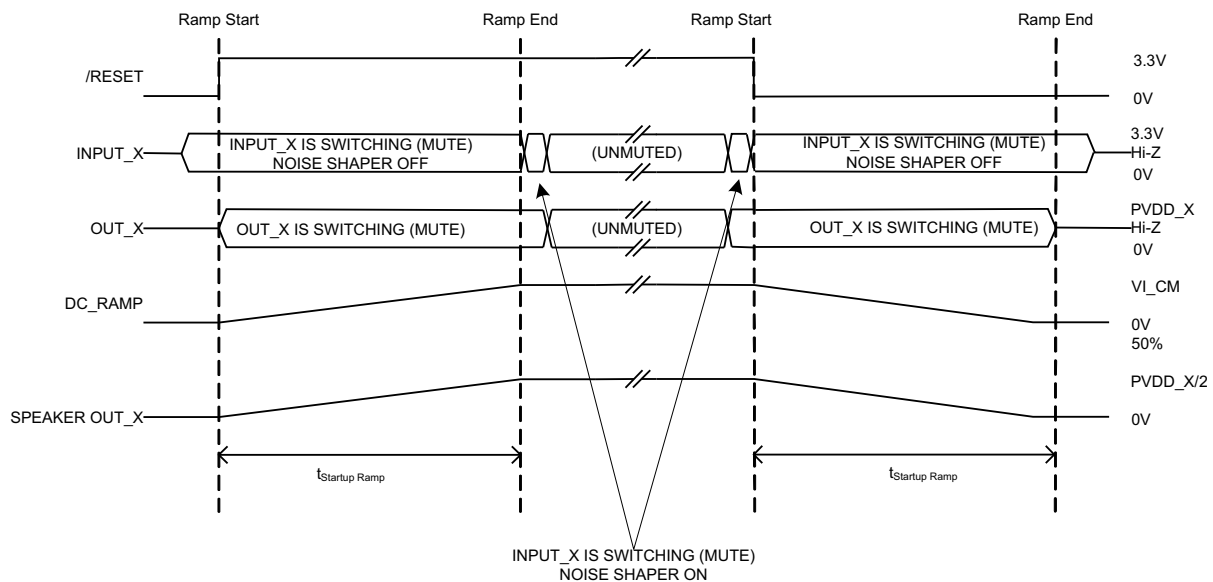 Ramp Start
Ramp End
Ramp Start
Ramp End
/RESET
3.3V
0V
INPUT_X
INPUT_X IS SWITCHING (MUTE)
NOISE SHAPER OFF
(UNMUTED)
INPUT_X IS SWITCHING (MUTE)
NOISE SHAPER OFF
3.3V
Hi-Z
0V
OUT_X
OUT_X IS SWITCHING (MUTE)
(UNMUTED)
OUT_X IS SWITCHING (MUTE)
PVDD_X
Hi-Z
0V
DC_RAMP
VI_CM
0V
50%
SPEAKER OUT_X
PVDD_X/2
0V
tStartup Ramp
tStartup Ramp
INPUT_X IS SWITCHING (MUTE)
NOISE SHAPER ON